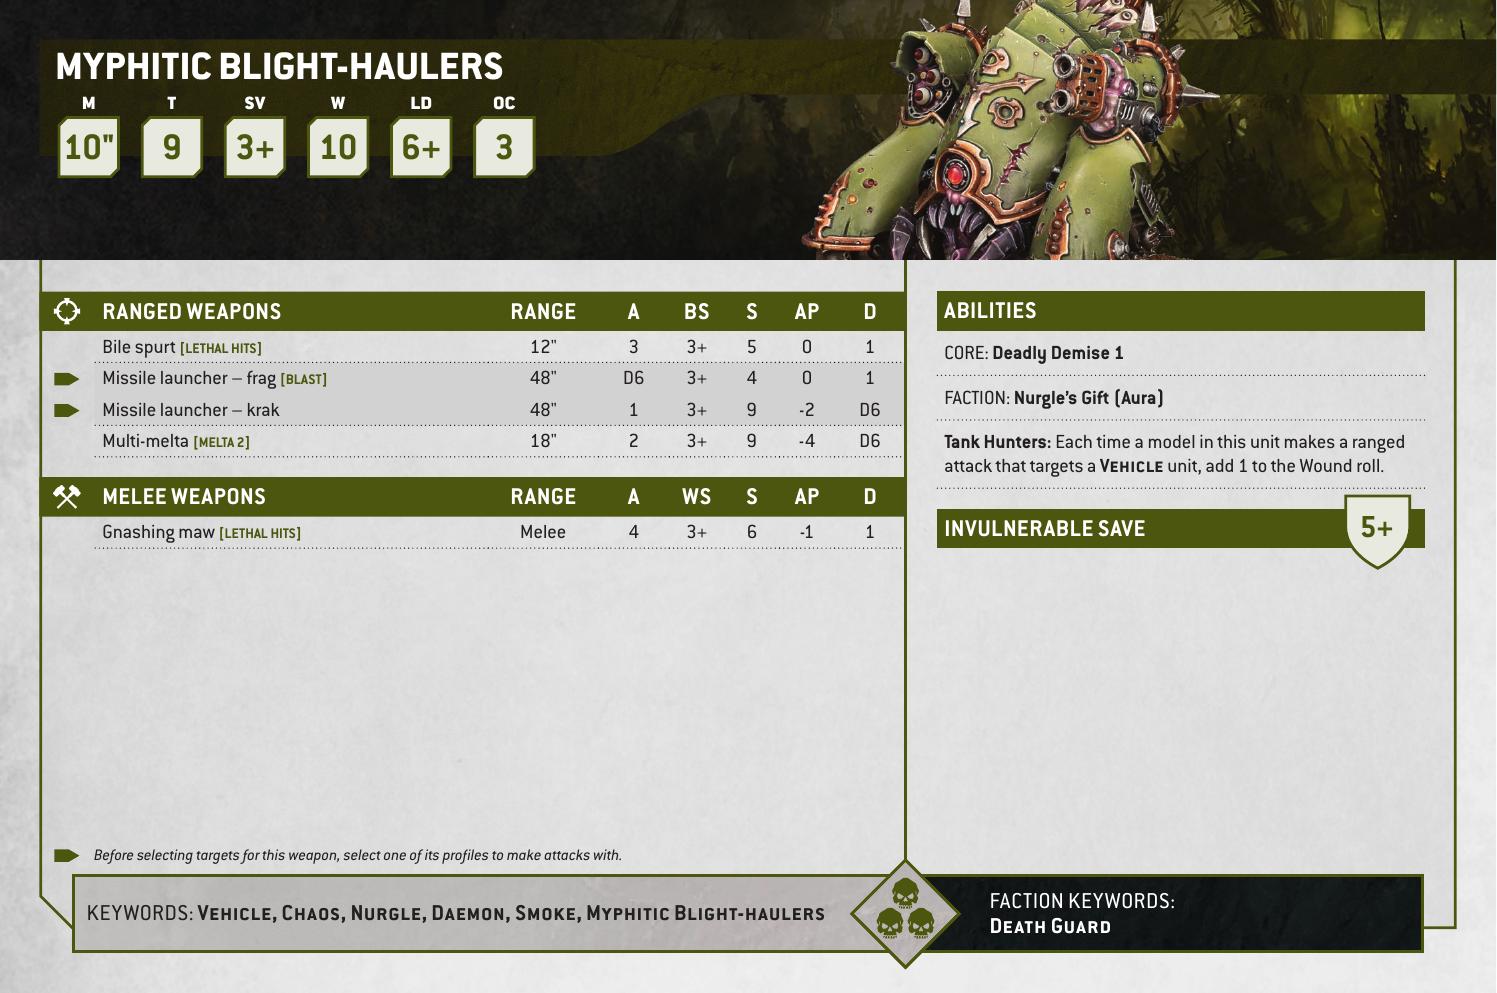 MYPHITIC BLIGHT-HAULERS
M T SV W LD OC
10" 9 3+ 10 6+ 3
RANGED WEAPONS RANGE A BS S AP D
Bile spurt [LETHAL HITS] 12" 3 3+ 5 0 1
Missile launcher – frag [BLAST] 48" D6 3+ 4 0 1
Missile launcher – krak 48" 1 3+ 9 -2 D6
Multi-melta [MELTA 2] 18" 2 3+ 9 -4 D6
MELEE WEAPONS RANGE A WS S AP D
Gnashing maw [LETHAL HITS] Melee 4 3+ 6 -1 1
Before selecting targets for this weapon, select one of its profiles to make attacks with.
ABILITIES
CORE: Deadly Demise 1
FACTION: Nurgle's Gift (Aura)
Tank Hunters: Each time a model in this unit makes a ranged
attack that targets a VEHICLE unit, add 1 to the Wound roll.
INVULNERABLE SAVE 5+
KEYWORDS: VEHICLE, CHAOS, NURGLE, DAEMON, SMOKE, MYPHITIC BLIGHT-HAULERS
FACTION KEYWORDS:
DEATH GUARD